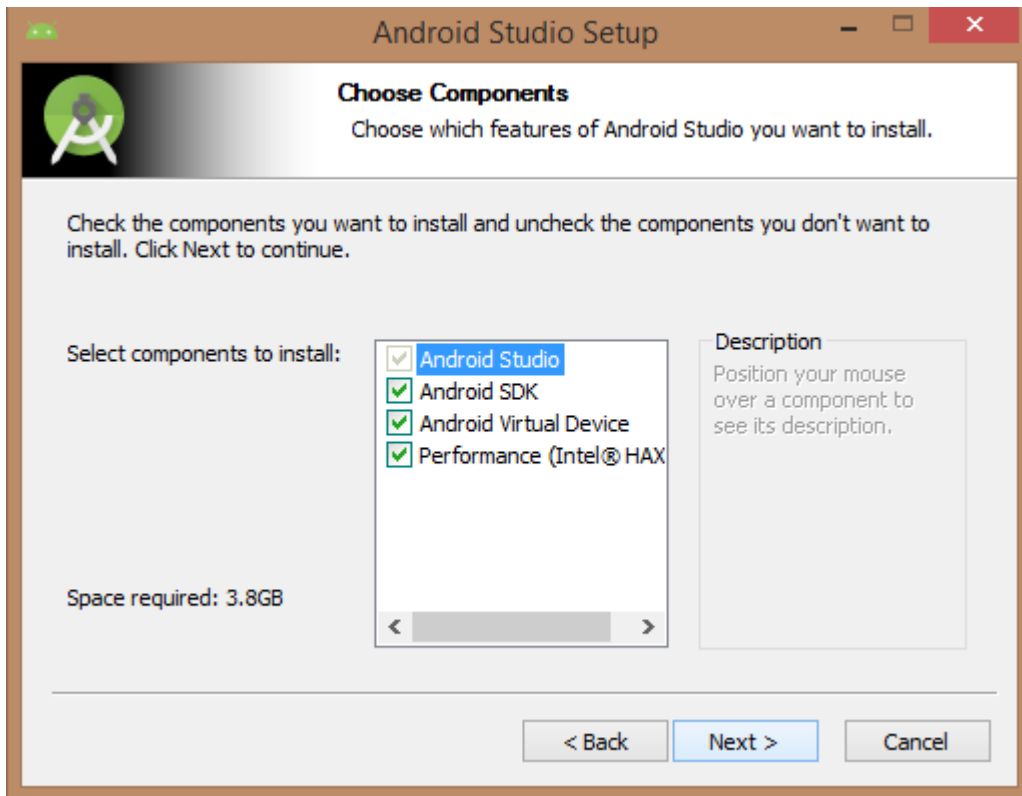 Android Studio Setup
Choose Components
Choose which features of Android Studio you want to install.
Check the components you want to install and uncheck the components you don't want to
install. Click Next to continue.
Select components to install:
Android Studio
Android SDK
Android Virtual Device
Performance (Intel® HAX
Description
Position your mouse
over a component to
see its description.
Space required: 3.8GB
< Back
Next >
Cancel